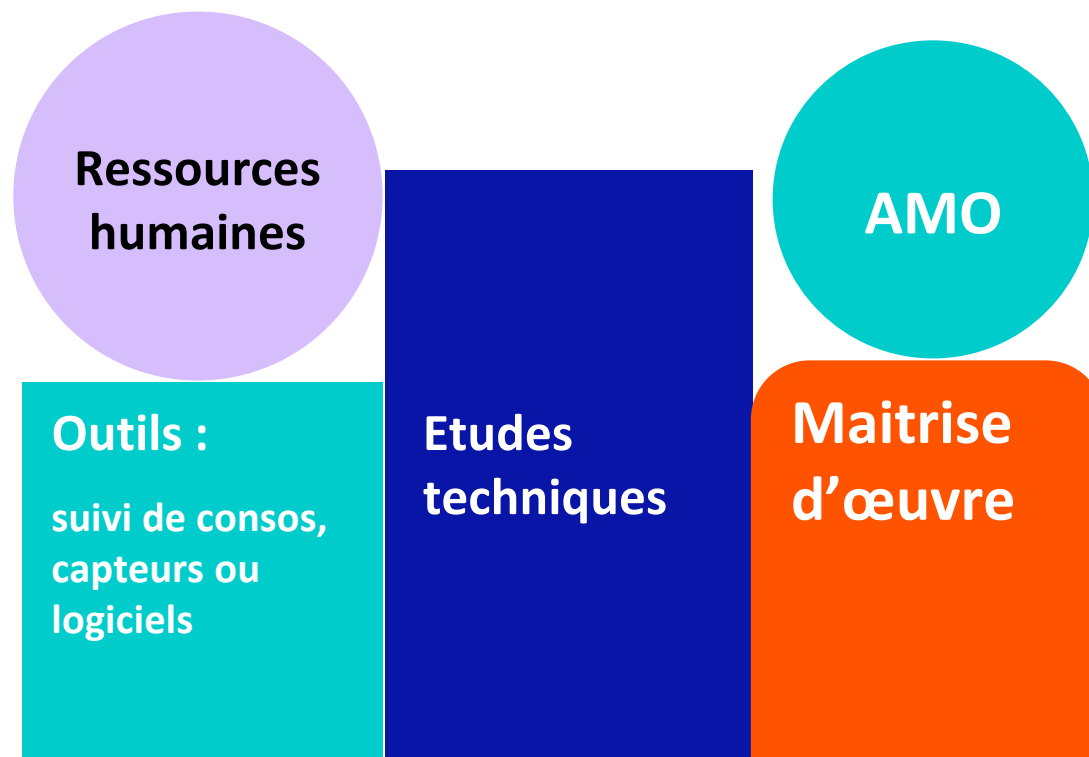 Ressources
humaines
Outils :
suivi de consos,
capteurs ou
logiciels
Etudes
techniques
AMO
Maitrise
d’œuvre